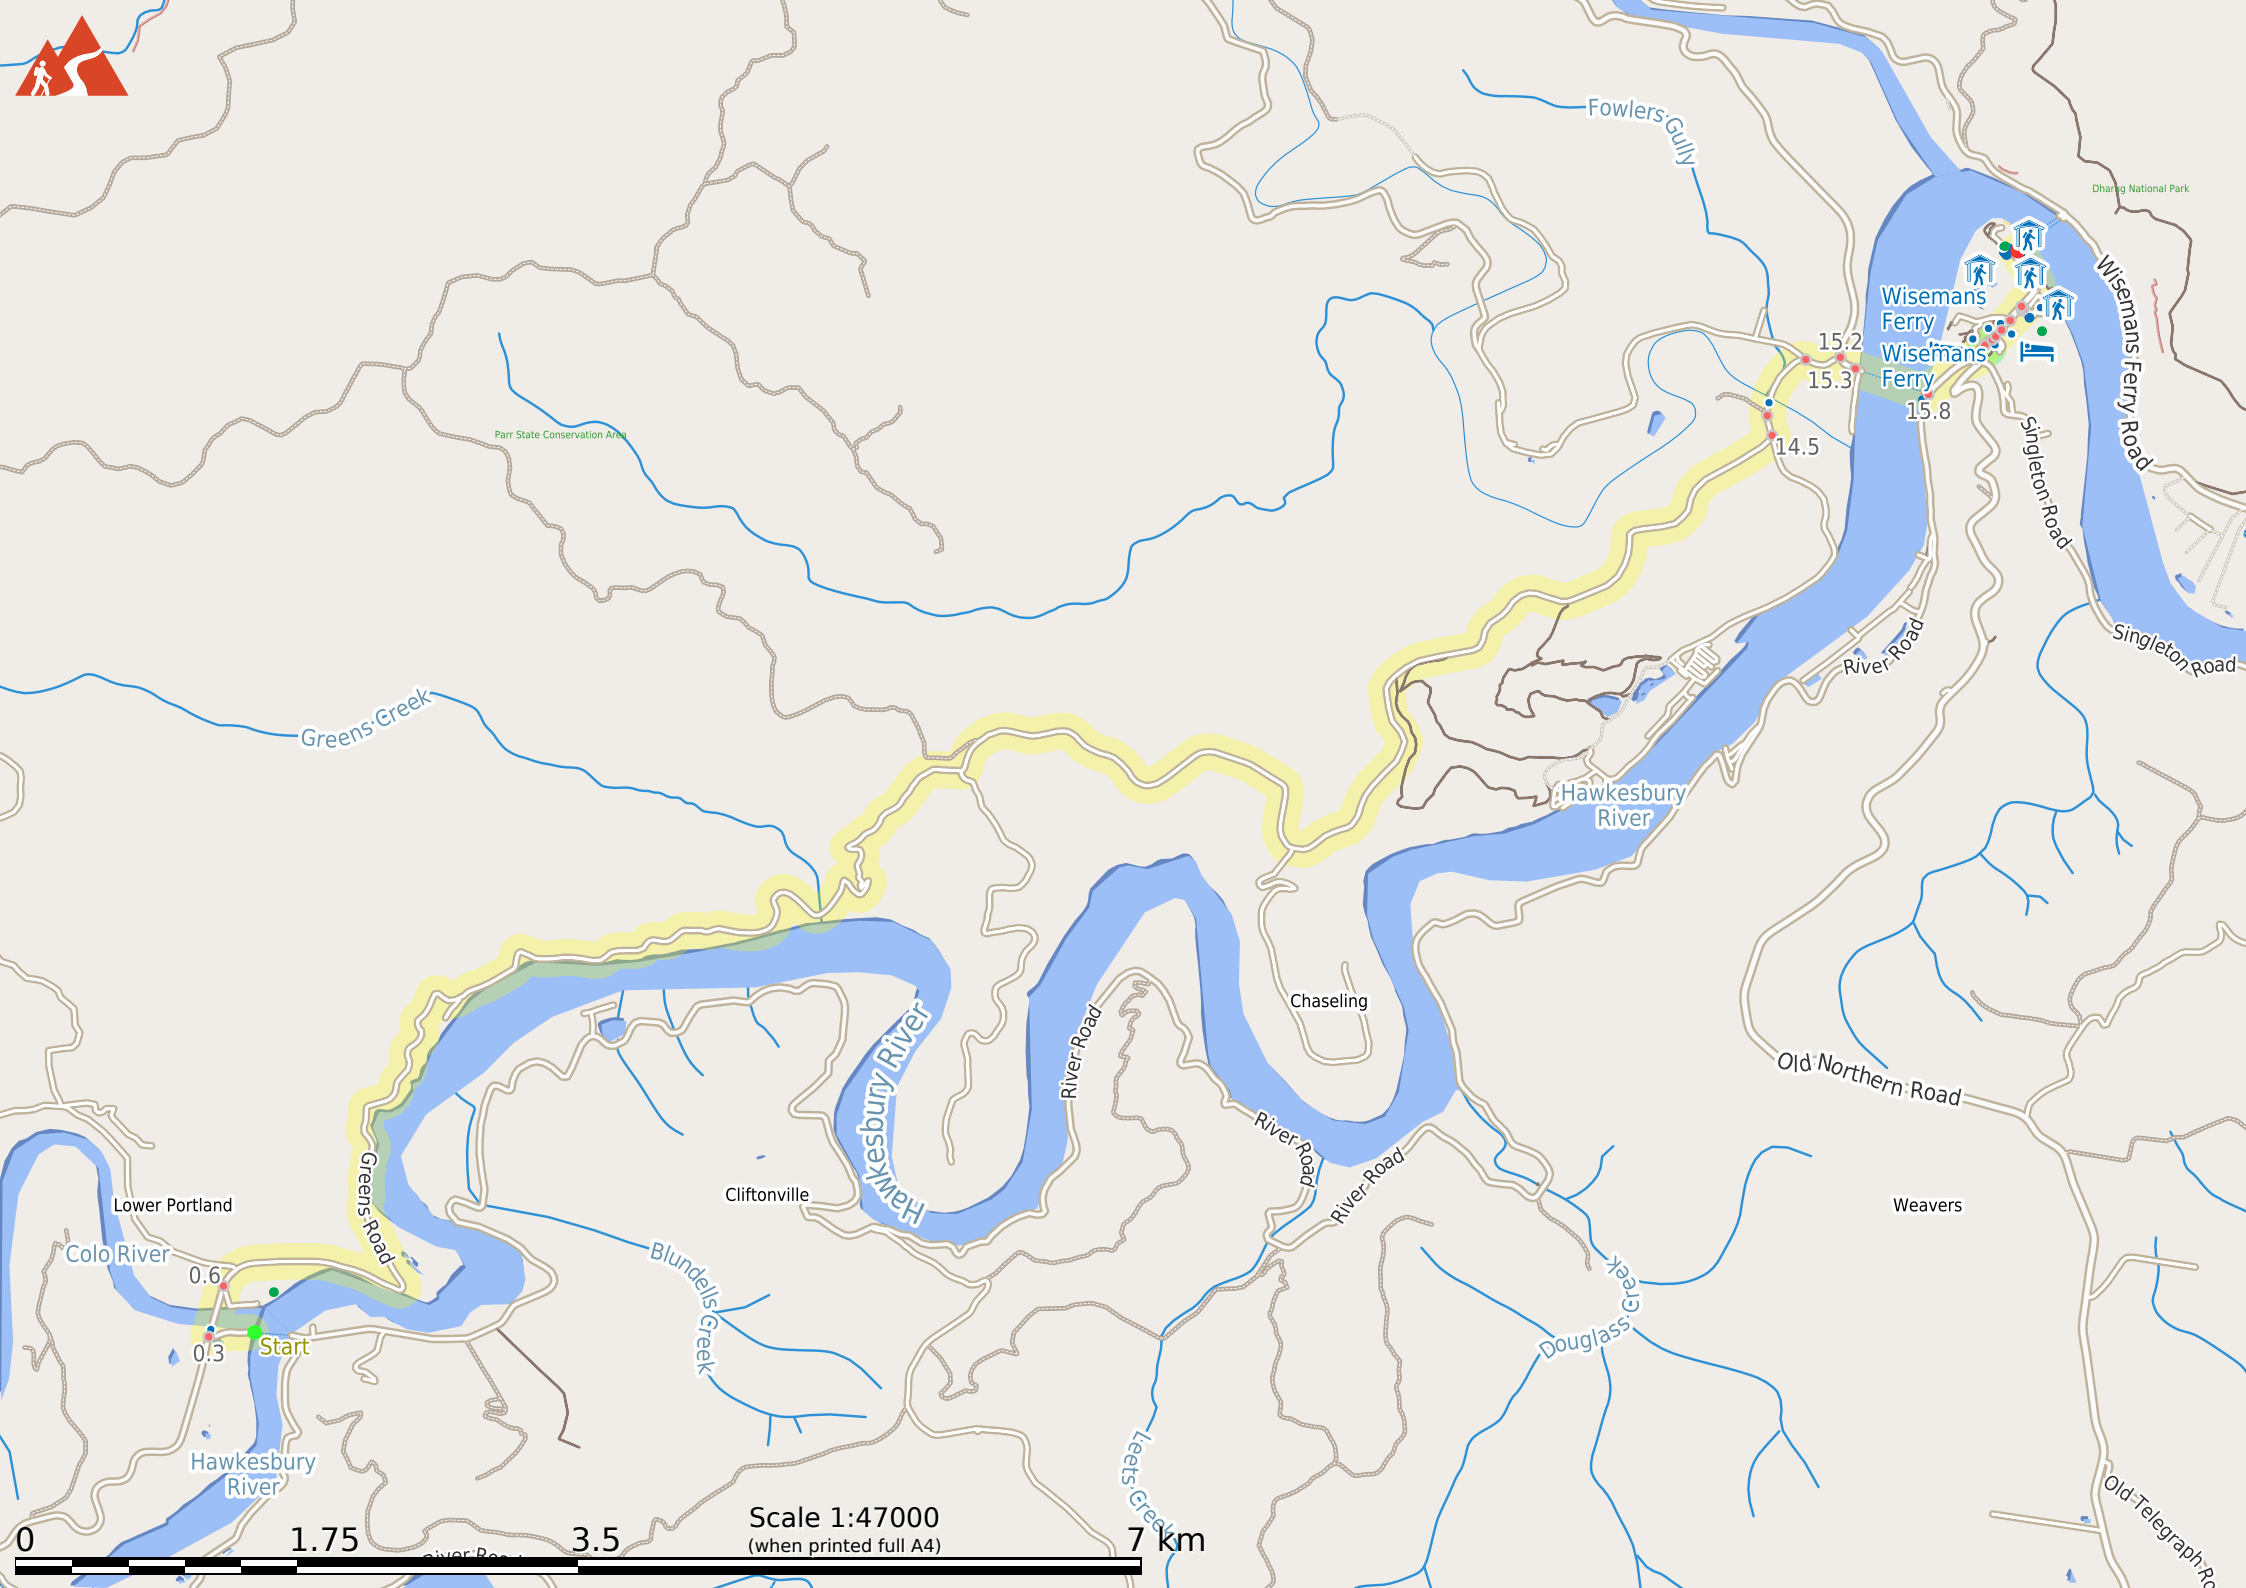 Fowlers Gully
Wisemans Ferry Road
Wisemans
Ferry
Wisemans
Ferry
15.2
15.3
15.8
14.5
Singleton Road
Parr State Conservation Area
Singleton Road
River Road
Greens Creek
Hawkesbury
River
Chaseling
Hawkesbury River
River Road
Old Northern Road
River Road
River Road
Greens Road
Cliftonville
Lower Portland
Weavers
Colo River
0.6
0.3
Start
Blundells Creek
Douglass Creek
Hawkesbury
River
Leets Creek
Old Telegraph
River
Scale 1:47000
(when printed full A4)
0
1.75
3.5
7 km